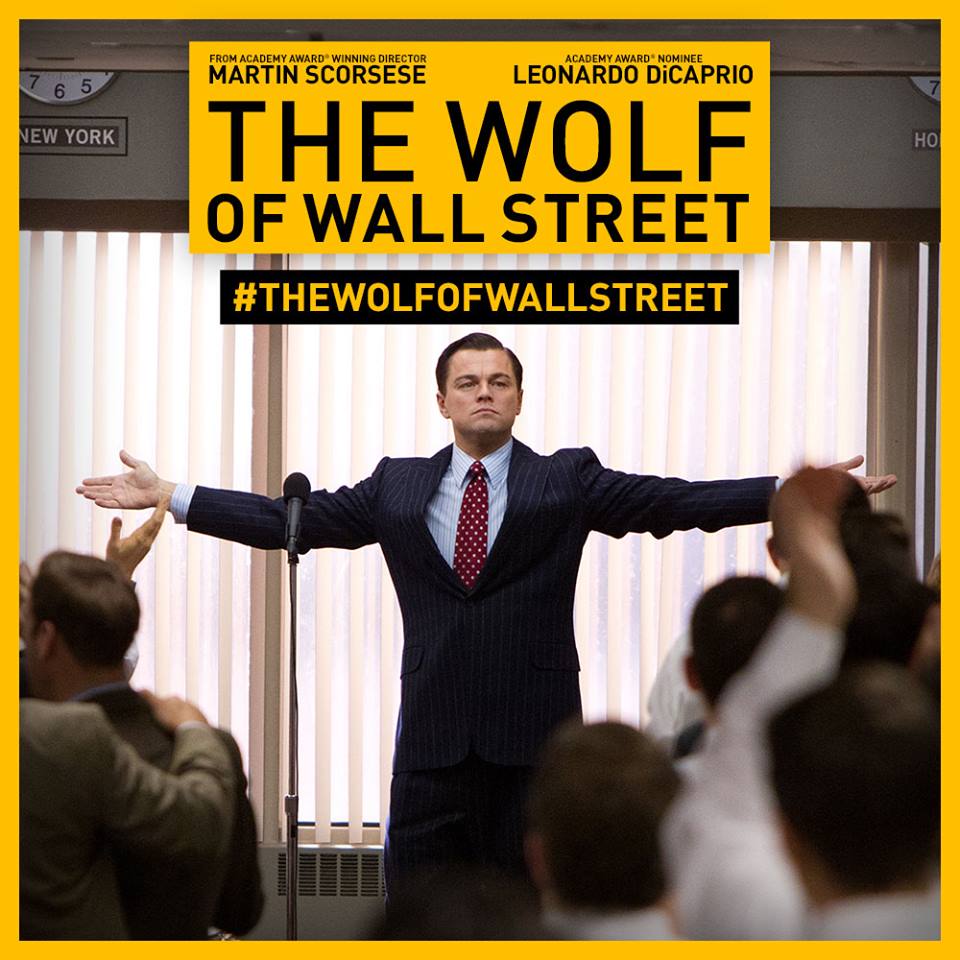 FROM ACADEMY AWARD® WINNING DIRECTOR
MARTIN SCORSESE
ACADEMY AWARD® NOMINEE
LEONARDO DiCAPRIO
THE WOLF
OF WALL STREET
#THEWOLFOFWALLSTREET
7 6 5
NEW YORK
7
HO